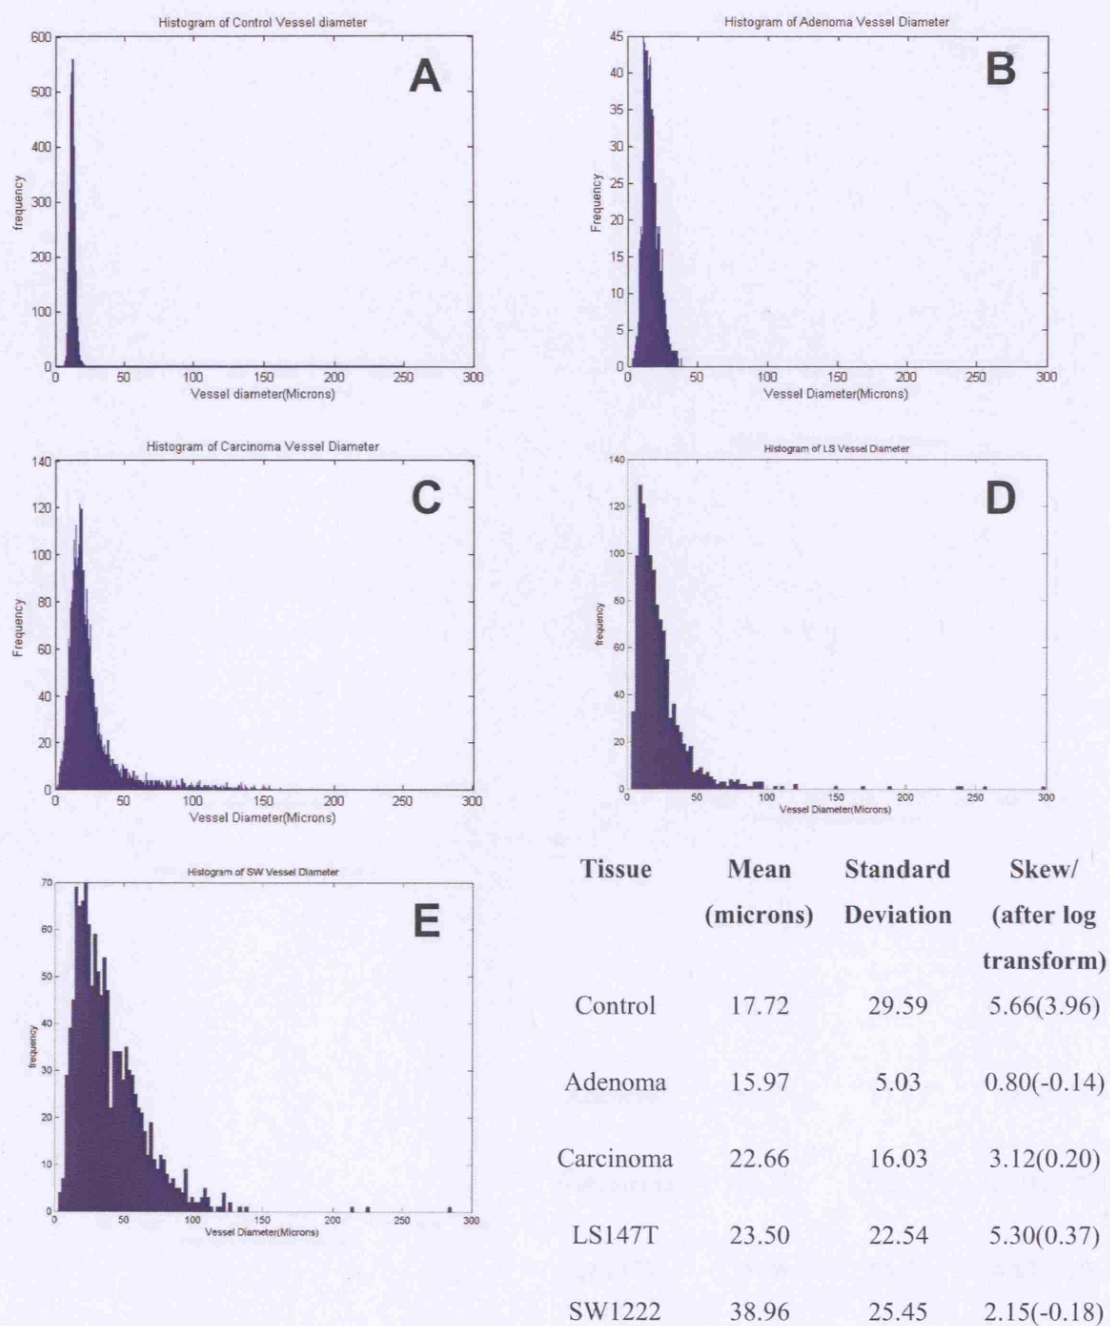 Histogram of Control Vessel diameter
600
500
400
300
200
100
0
frequency
A
0 50 100 150 200 250 300
Vessel diameter(Microns)
Histogram of Adenoma Vessel Diameter
45
40
35
30
25
20
15
10
5
0
Frequency
B
0 50 100 150 200 250 300
Vessel Diameter(Microns)
Histogram of Carcinoma Vessel Diameter
140
120
100
80
60
40
20
0
Frequency
C
0 50 100 150 200 250 300
Vessel Diameter(Microns)
Histogram of LS Vessel Diameter
140
120
100
80
60
40
20
0
frequency
D
0 50 100 150 200 250 300
Vessel Diameter(Microns)
Histogram of SW Vessel Diameter
70
60
50
40
30
20
10
0
frequency
E
0 50 100 150 200 250 300
Vessel Diameter(Microns)
Tissue Mean Standard Skew/
(microns) Deviation (after log
transform)
Control 17.72 29.59 5.66(3.96)
Adenoma 15.97 5.03 0.80(-0.14)
Carcinoma 22.66 16.03 3.12(0.20)
LS147T 23.50 22.54 5.30(0.37)
SW1222 38.96 25.45 2.15(-0.18)